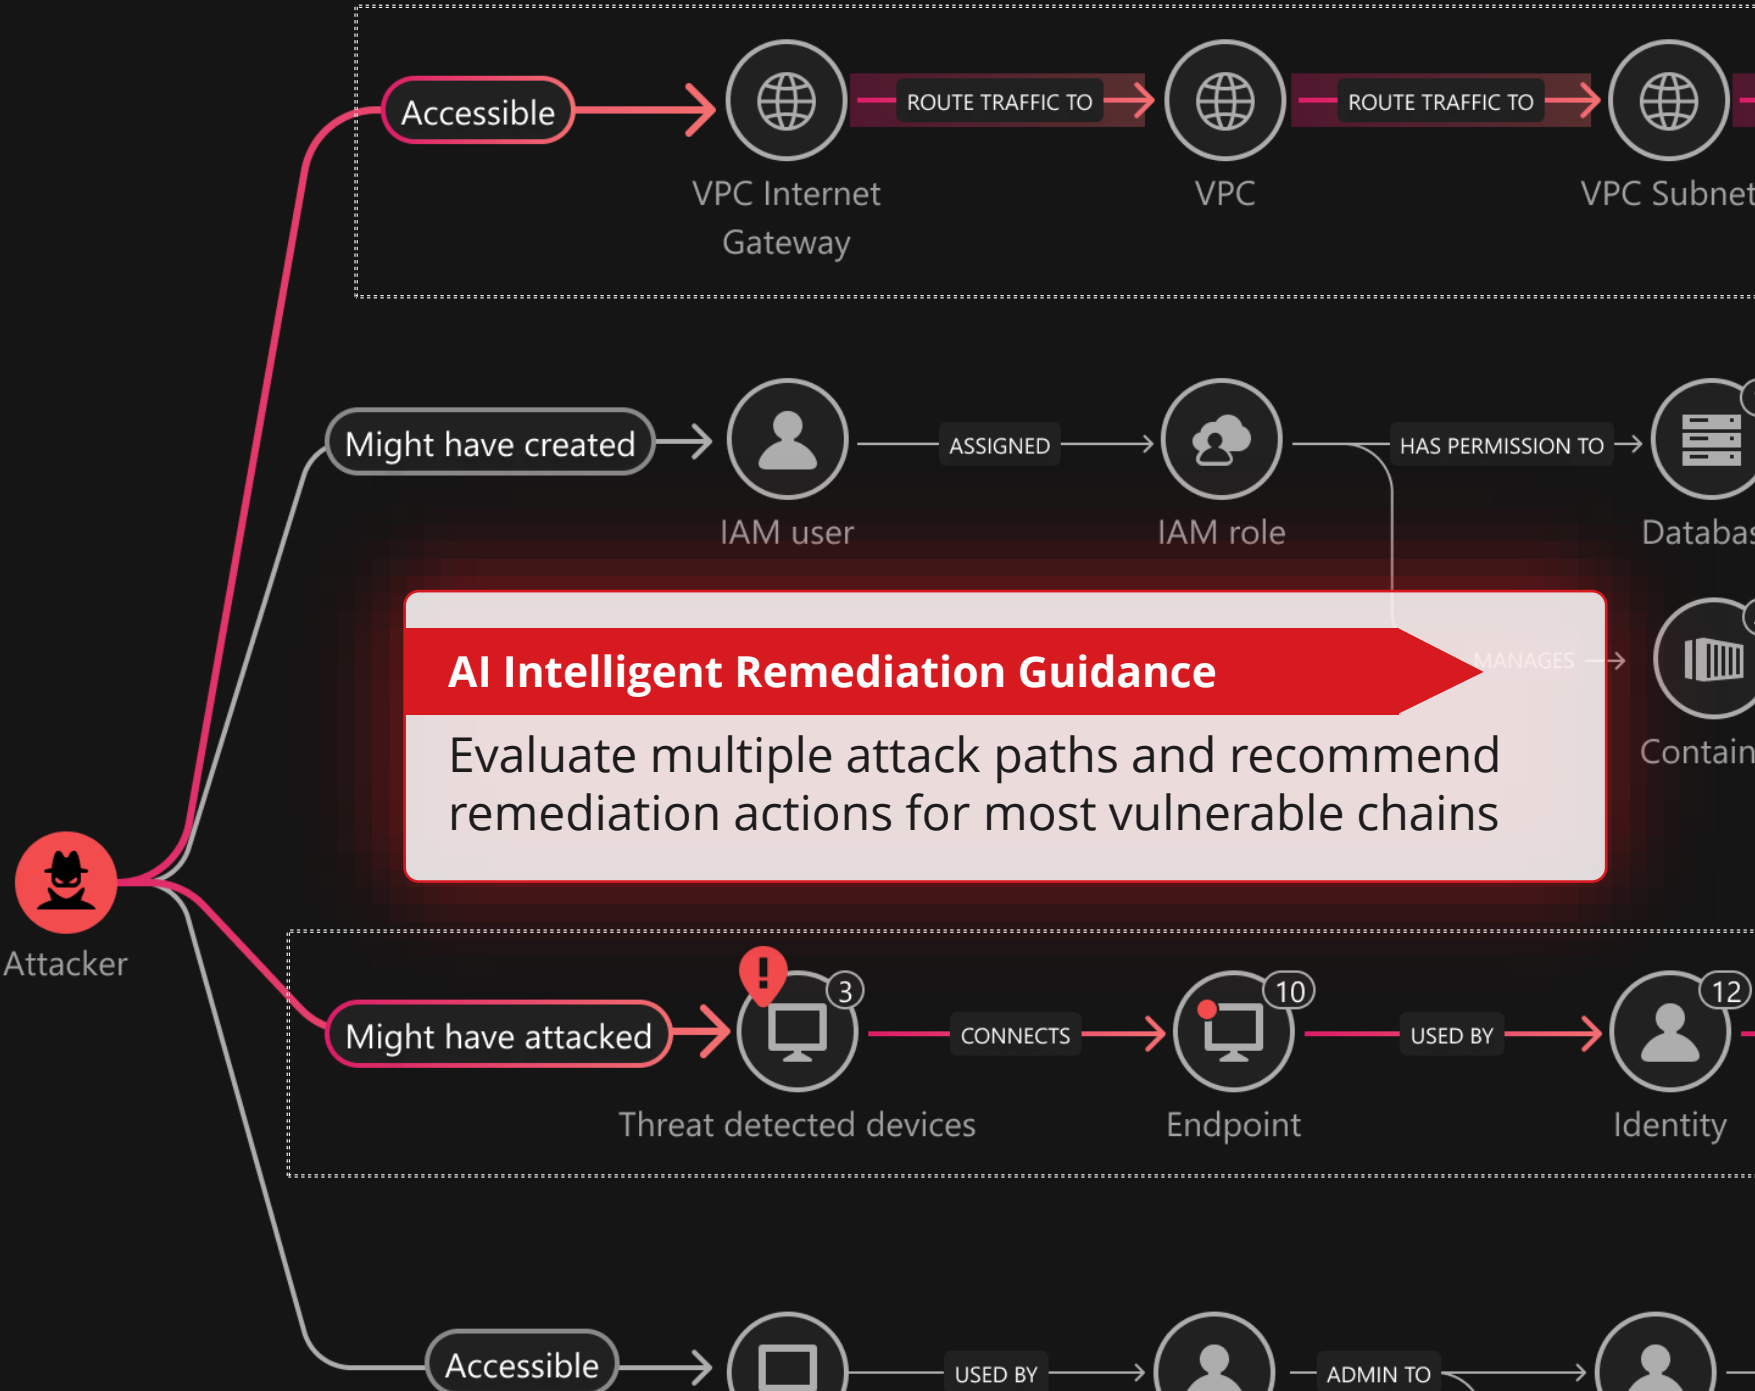 Accessible
ROUTE TRAFFIC TO
ROUTE TRAFFIC TO
VPC Internet
Gateway
VPC
VPC Subnet
Might have created
ASSIGNED
HAS PERMISSION TO
IAM user
IAM role
Databas
MANAGES
AI Intelligent Remediation Guidance
Contain
Evaluate multiple attack paths and recommend
remediation actions for most vulnerable chains
Attacker
3
10
12
Might have attacked
CONNECTS
USED BY
Threat detected devices
Endpoint
Identity
Accessible
USED BY
ADMIN TO